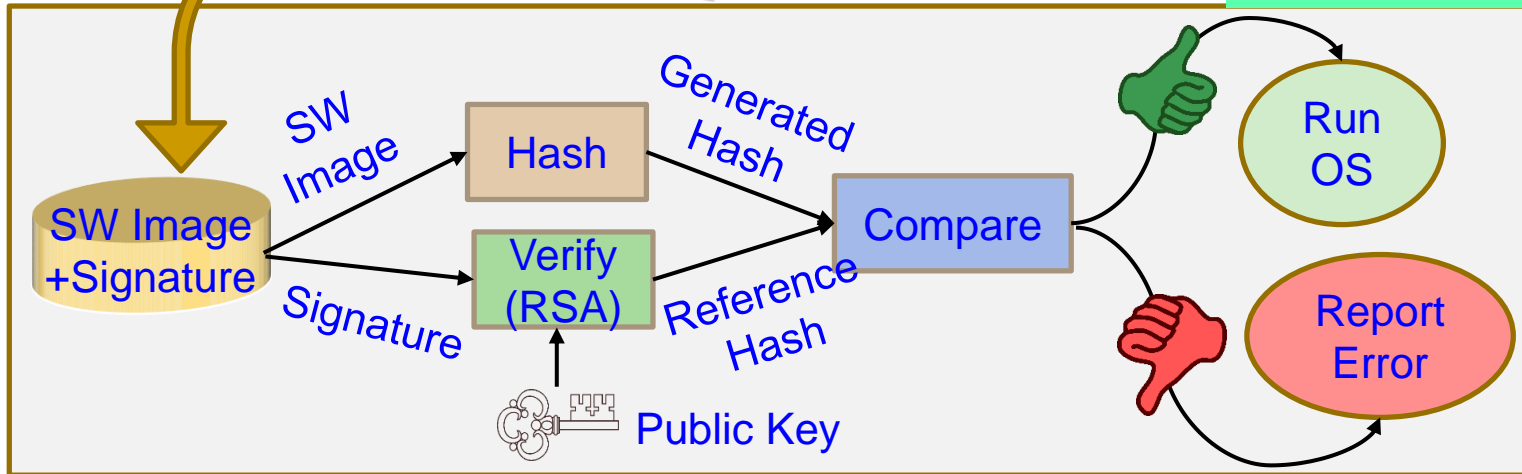 SW Image
+Signature
SW
Image
Signature
Hash
Verify
(RSA)
Public Key
Generated
Hash
Reference
Hash
Compare
Run
OS
Report
Error